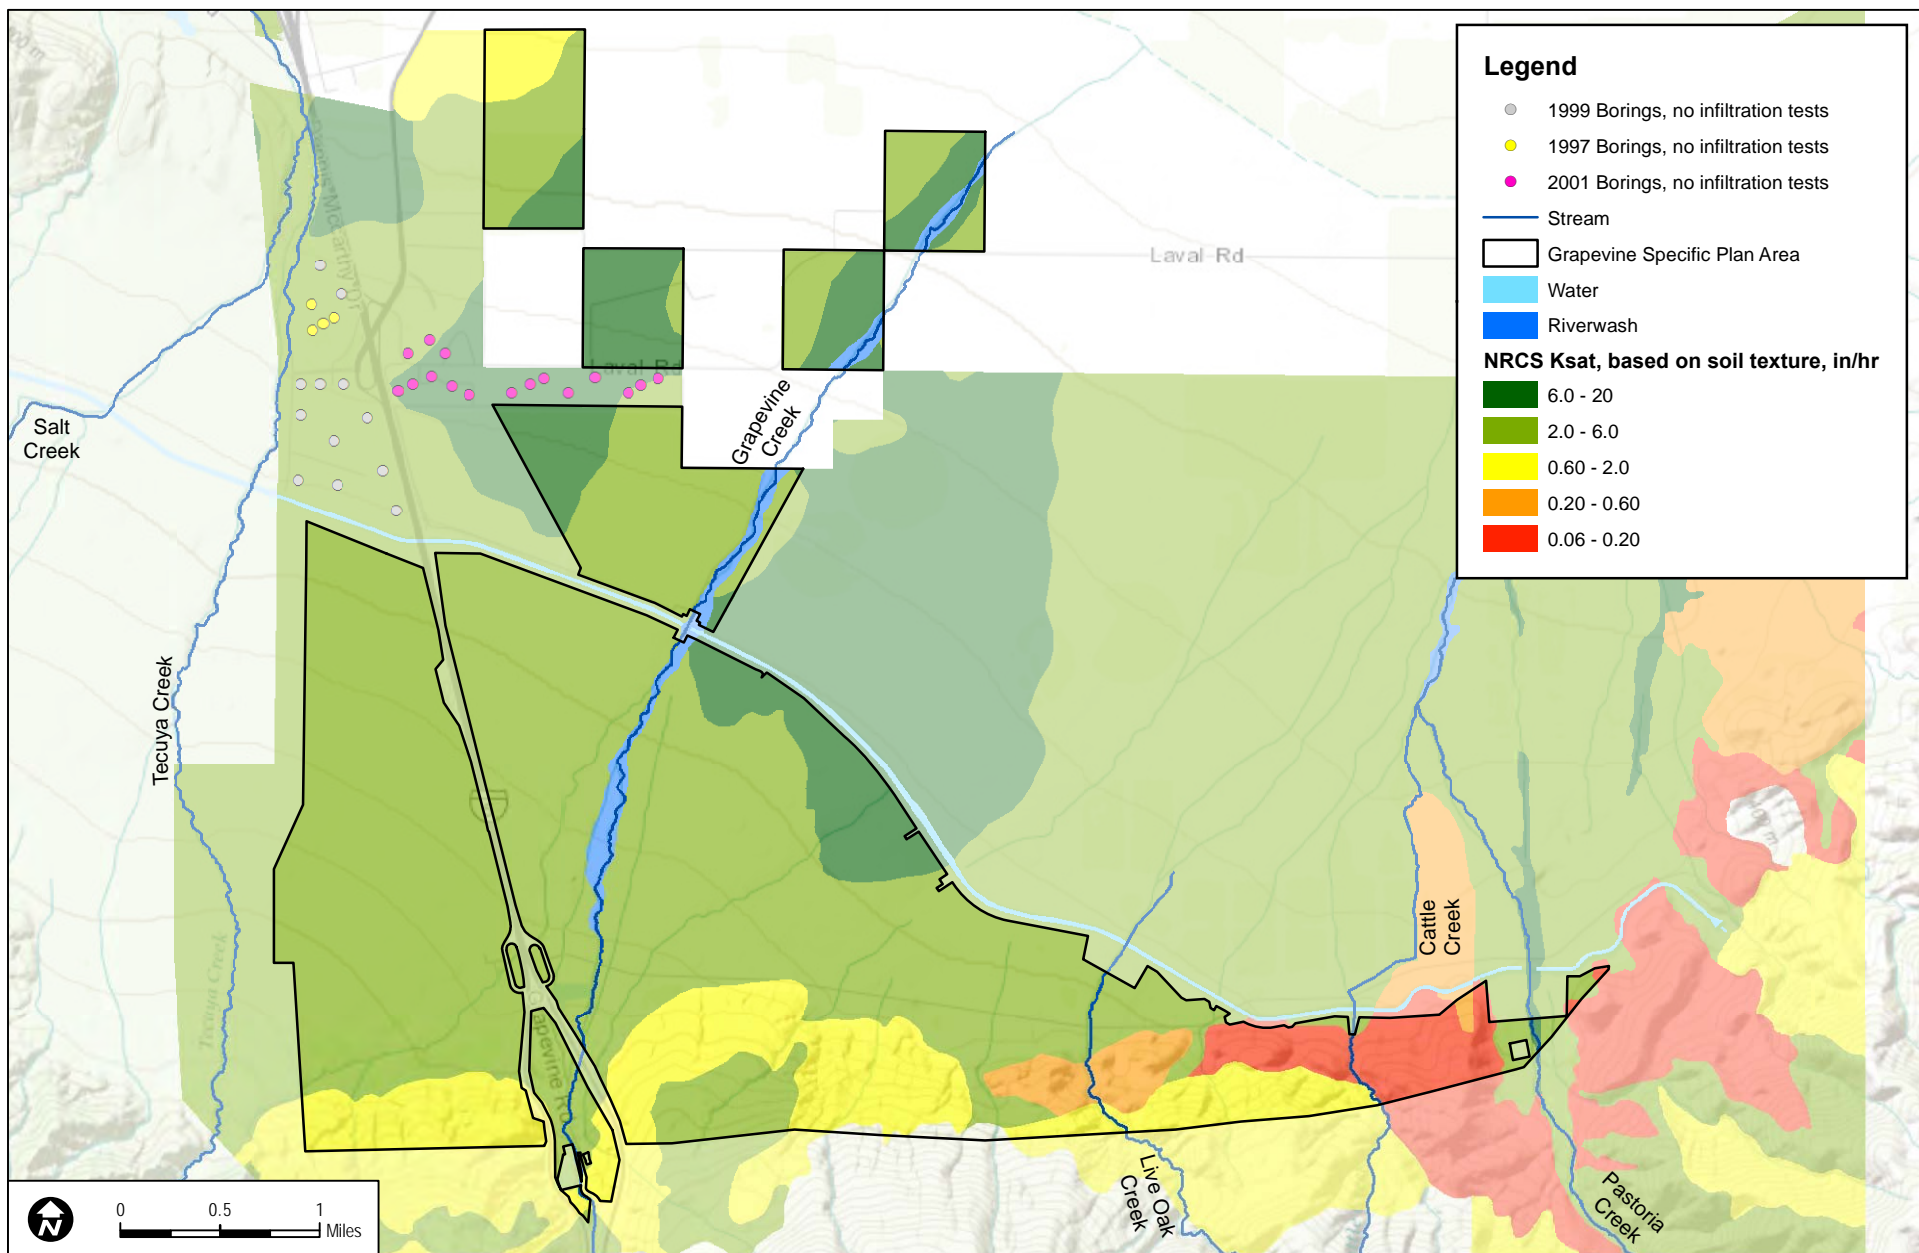 Legend
1999 Borings, no infiltration tests
1997 Borings, no infiltration tests
2001 Borings, no infiltration tests
Stream
Grapevine Specific Plan Area
Water
Riverwash
NRCS Ksat, based on soil texture, in/hr
6.0 - 20
2.0 - 6.0
0.60 - 2.0
0.20 - 0.60
0.06 - 0.20
Laval Rd
Laval Rd
Grapevine
Creek
Salt
Creek
Tecuya Creek
Tecuya Creek
Cattle
Creek
Live Oak
Creek
Pastoria
Creek
N
0 0.5 1
Miles